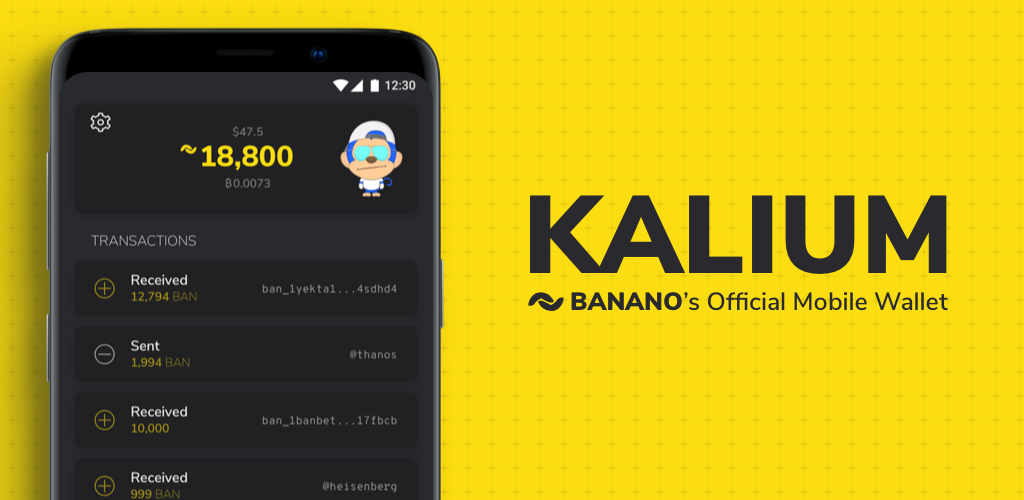 12:30
$47.5
18,800
₿0.0073
TRANSACTIONS
Received
12,794 BAN
ban_1yekta1...4sdhd4
Sent
1,994 BAN
@thanos
Received
10,000
ban_1banbet...17fbcb
Received
999 BAN
@heisenberg
KALIUM
BANANO's Official Mobile Wallet